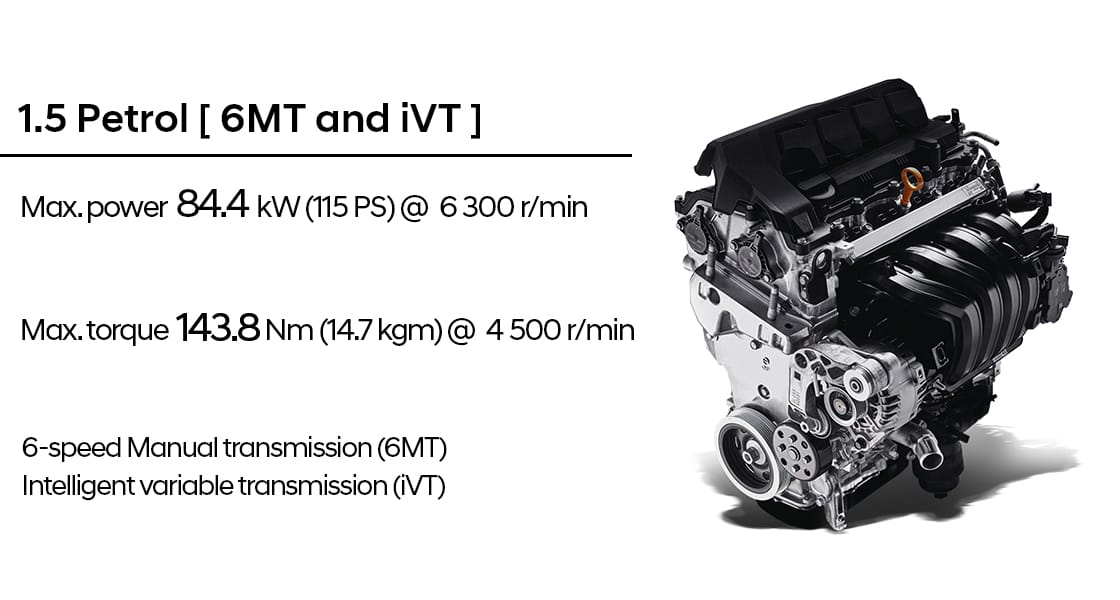 1.5 Petrol [ 6MT and iVT ]
Max. power 84.4 kW (115 PS) @ 6 300 r/min
Max. torque 143.8 Nm (14.7 kgm) @ 4 500 r/min
6-speed Manual transmission (6MT)
Intelligent variable transmission (iVT)